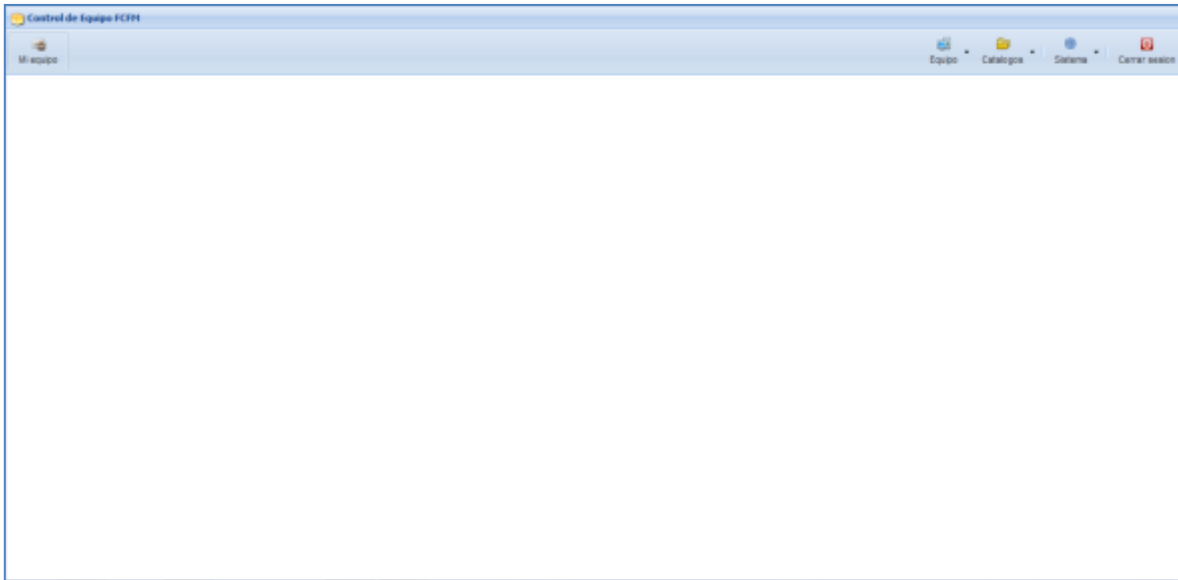 Control de Equipo FCFM
Mi equipo
Equipo
Catalogos
Sistema
Cerrar sesion